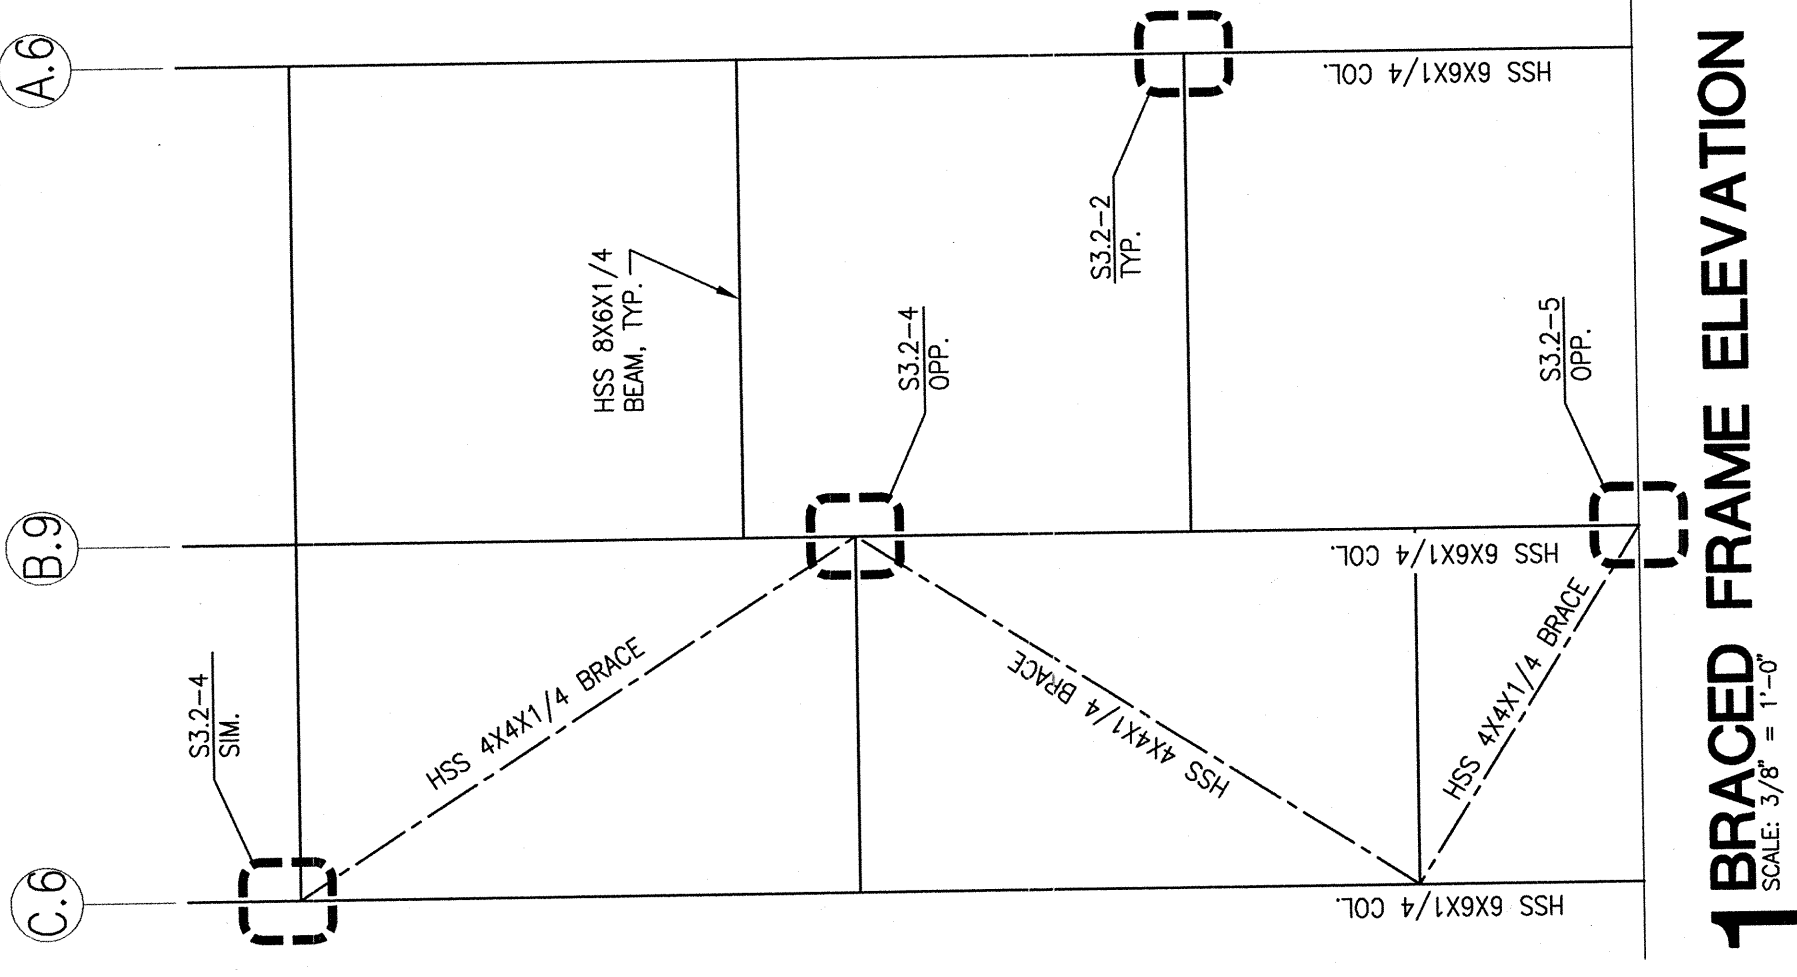 C.6
B.9
A.6
S3.2-4
SIM.
HSS 4X4X1/4 BRACE
HSS 8X6X1/4
BEAM, TYP.
S3.2-4
OPP.
HSS 4X4X1/4 BRACE
S3.2-2
TYP.
HSS 6X6X1/4 COL.
HSS 6X6X1/4 COL.
HSS 6X6X1/4 COL.
HSS 4X4X1/4 BRACE
S3.2-5
OPP.
1 BRACED FRAME ELEVATION
SCALE: 3/8" = 1'-0"